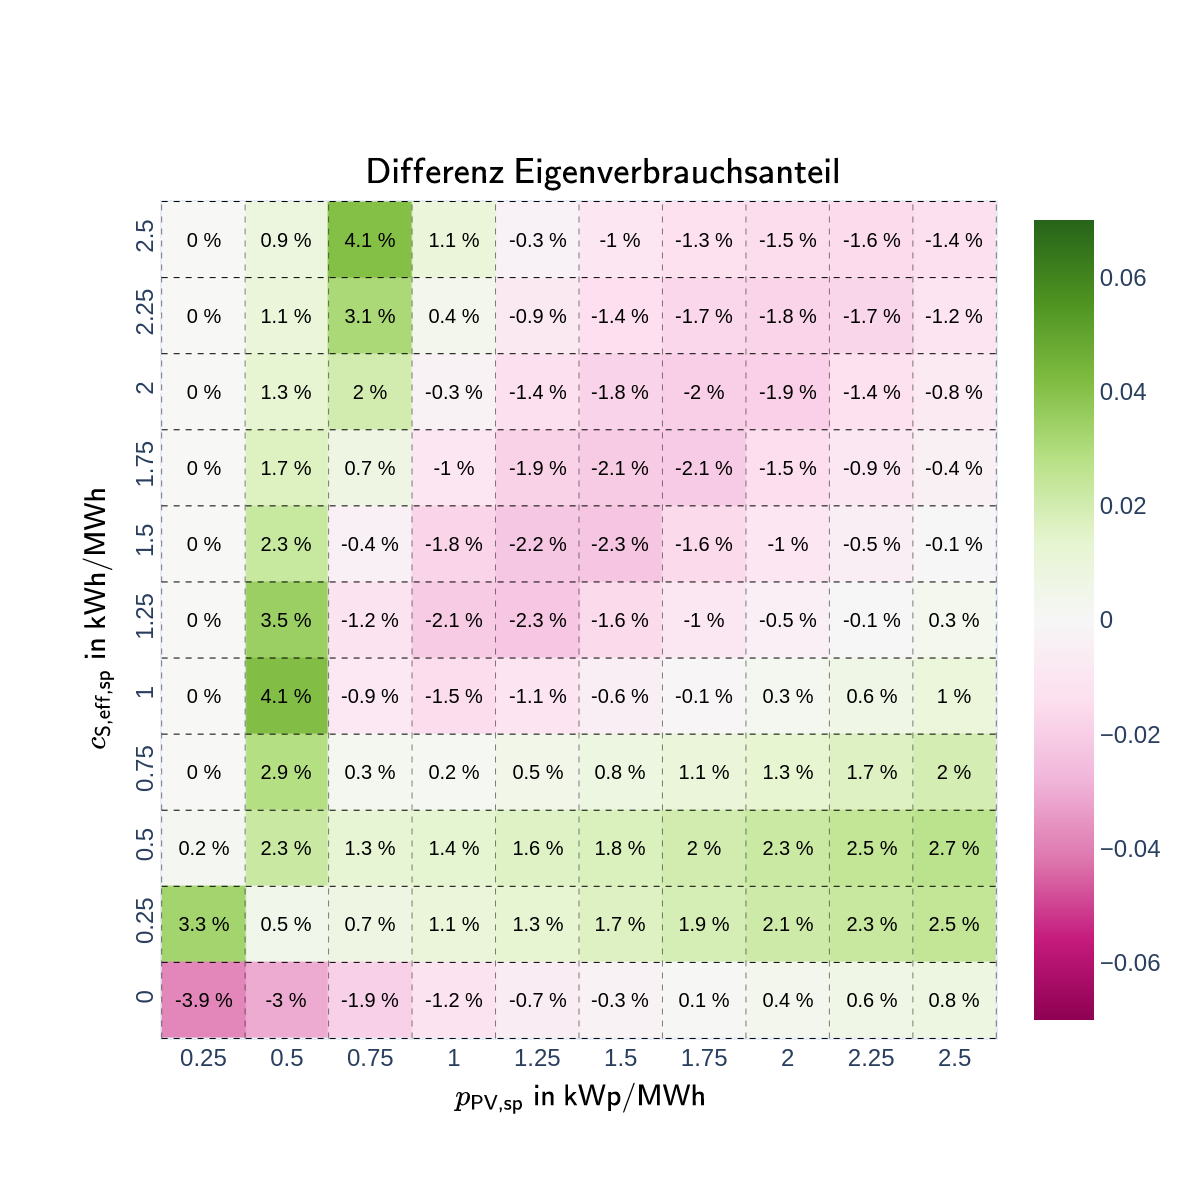 Differenz Eigenverbrauchsanteil
2.5 0 % 0.9 % 4.1 % 1.1 % -0.3 % -1 % -1.3 % -1.5 % -1.6 % -1.4 %
2.25 0 % 1.1 % 3.1 % 0.4 % -0.9 % -1.4 % -1.7 % -1.8 % -1.7 % -1.2 %
2 0 % 1.3 % 2 % -0.3 % -1.4 % -1.8 % -2 % -1.9 % -1.4 % -0.8 %
1.75 0 % 1.7 % 0.7 % -1 % -1.9 % -2.1 % -2.1 % -1.5 % -0.9 % -0.4 %
1.5 0 % 2.3 % -0.4 % -1.8 % -2.2 % -2.3 % -1.6 % -1 % -0.5 % -0.1 %
1.25 0 % 3.5 % -1.2 % -2.1 % -2.3 % -1.6 % -1 % -0.5 % -0.1 % 0.3 %
1 0 % 4.1 % -0.9 % -1.5 % -1.1 % -0.6 % -0.1 % 0.3 % 0.6 % 1 %
0.75 0 % 2.9 % 0.3 % 0.2 % 0.5 % 0.8 % 1.1 % 1.3 % 1.7 % 2 %
0.5 0.2 % 2.3 % 1.3 % 1.4 % 1.6 % 1.8 % 2 % 2.3 % 2.5 % 2.7 %
0.25 3.3 % 0.5 % 0.7 % 1.1 % 1.3 % 1.7 % 1.9 % 2.1 % 2.3 % 2.5 %
0 -3.9 % -3 % -1.9 % -1.2 % -0.7 % -0.3 % 0.1 % 0.4 % 0.6 % 0.8 %
0.25 0.5 0.75 1 1.25 1.5 1.75 2 2.25 2.5
p PV,sp in kWp/MWh
c S,eff,sp in kWh/MWh
0.06
0.04
0.02
0
−0.02
−0.04
−0.06